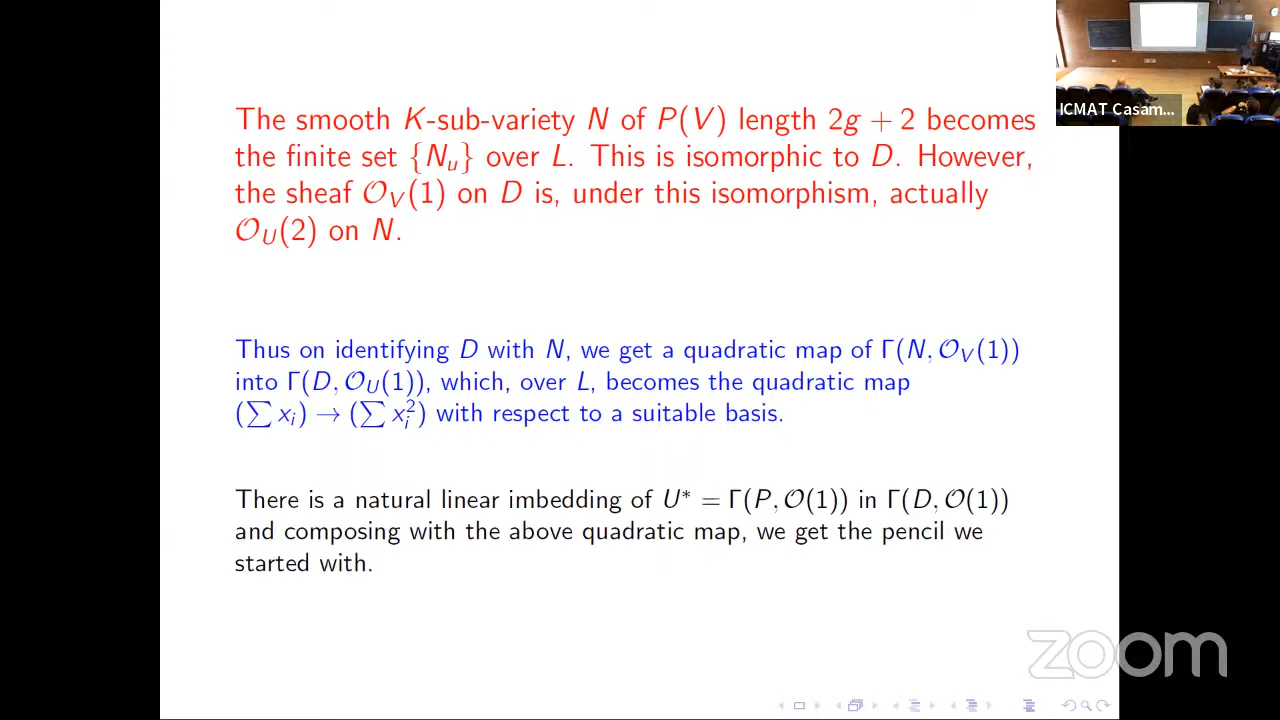 The smooth K-sub-variety N of P(V) length 2g + 2 becomes
the finite set {N_u} over L. This is isomorphic to D. However,
the sheaf 𝒪_V(1) on D is, under this isomorphism, actually
𝒪_U(2) on N.
Thus on identifying D with N, we get a quadratic map of Γ(N, 𝒪_V(1))
into Γ(D, 𝒪_U(1)), which, over L, becomes the quadratic map
(∑ x_i) → (∑ x_i^2) with respect to a suitable basis.
There is a natural linear imbedding of U* = Γ(P, 𝒪(1)) in Γ(D, 𝒪(1))
and composing with the above quadratic map, we get the pencil we
started with.
ICMAT Casam...
zoom